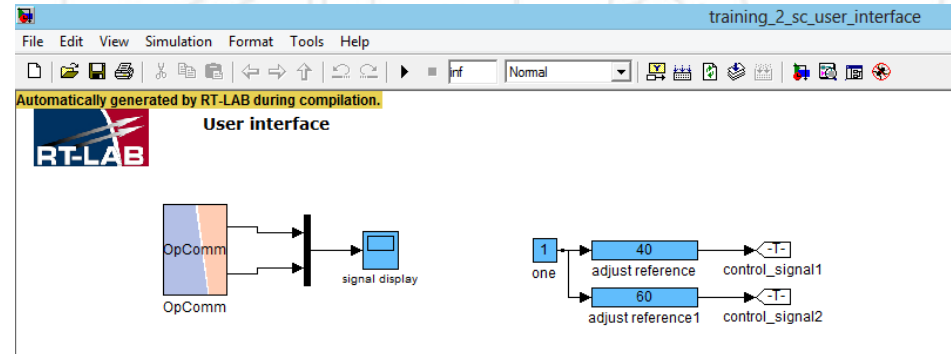 training_2_sc_user_interface
File Edit View Simulation Format Tools Help
inf Normal
Automatically generated by RT-LAB during compilation.
RT-LAB
User interface
OpComm
OpComm
signal display
1
one
40
adjust reference
-T-
control_signal1
60
adjust reference1
-T-
control_signal2